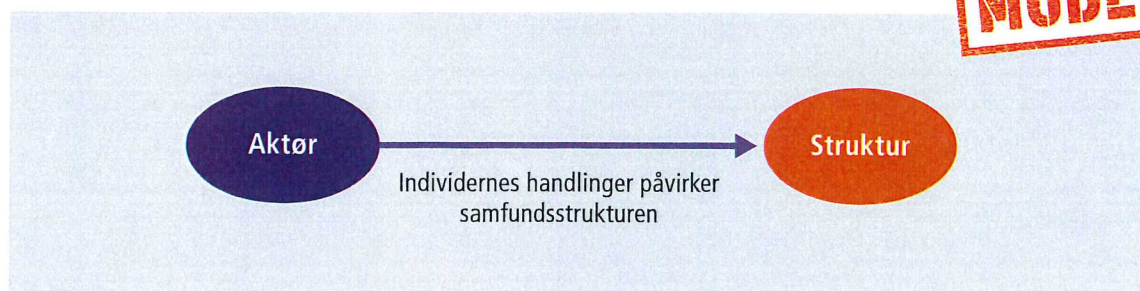 Aktør
Struktur
Individernes handlinger påvirker
samfundsstrukturen